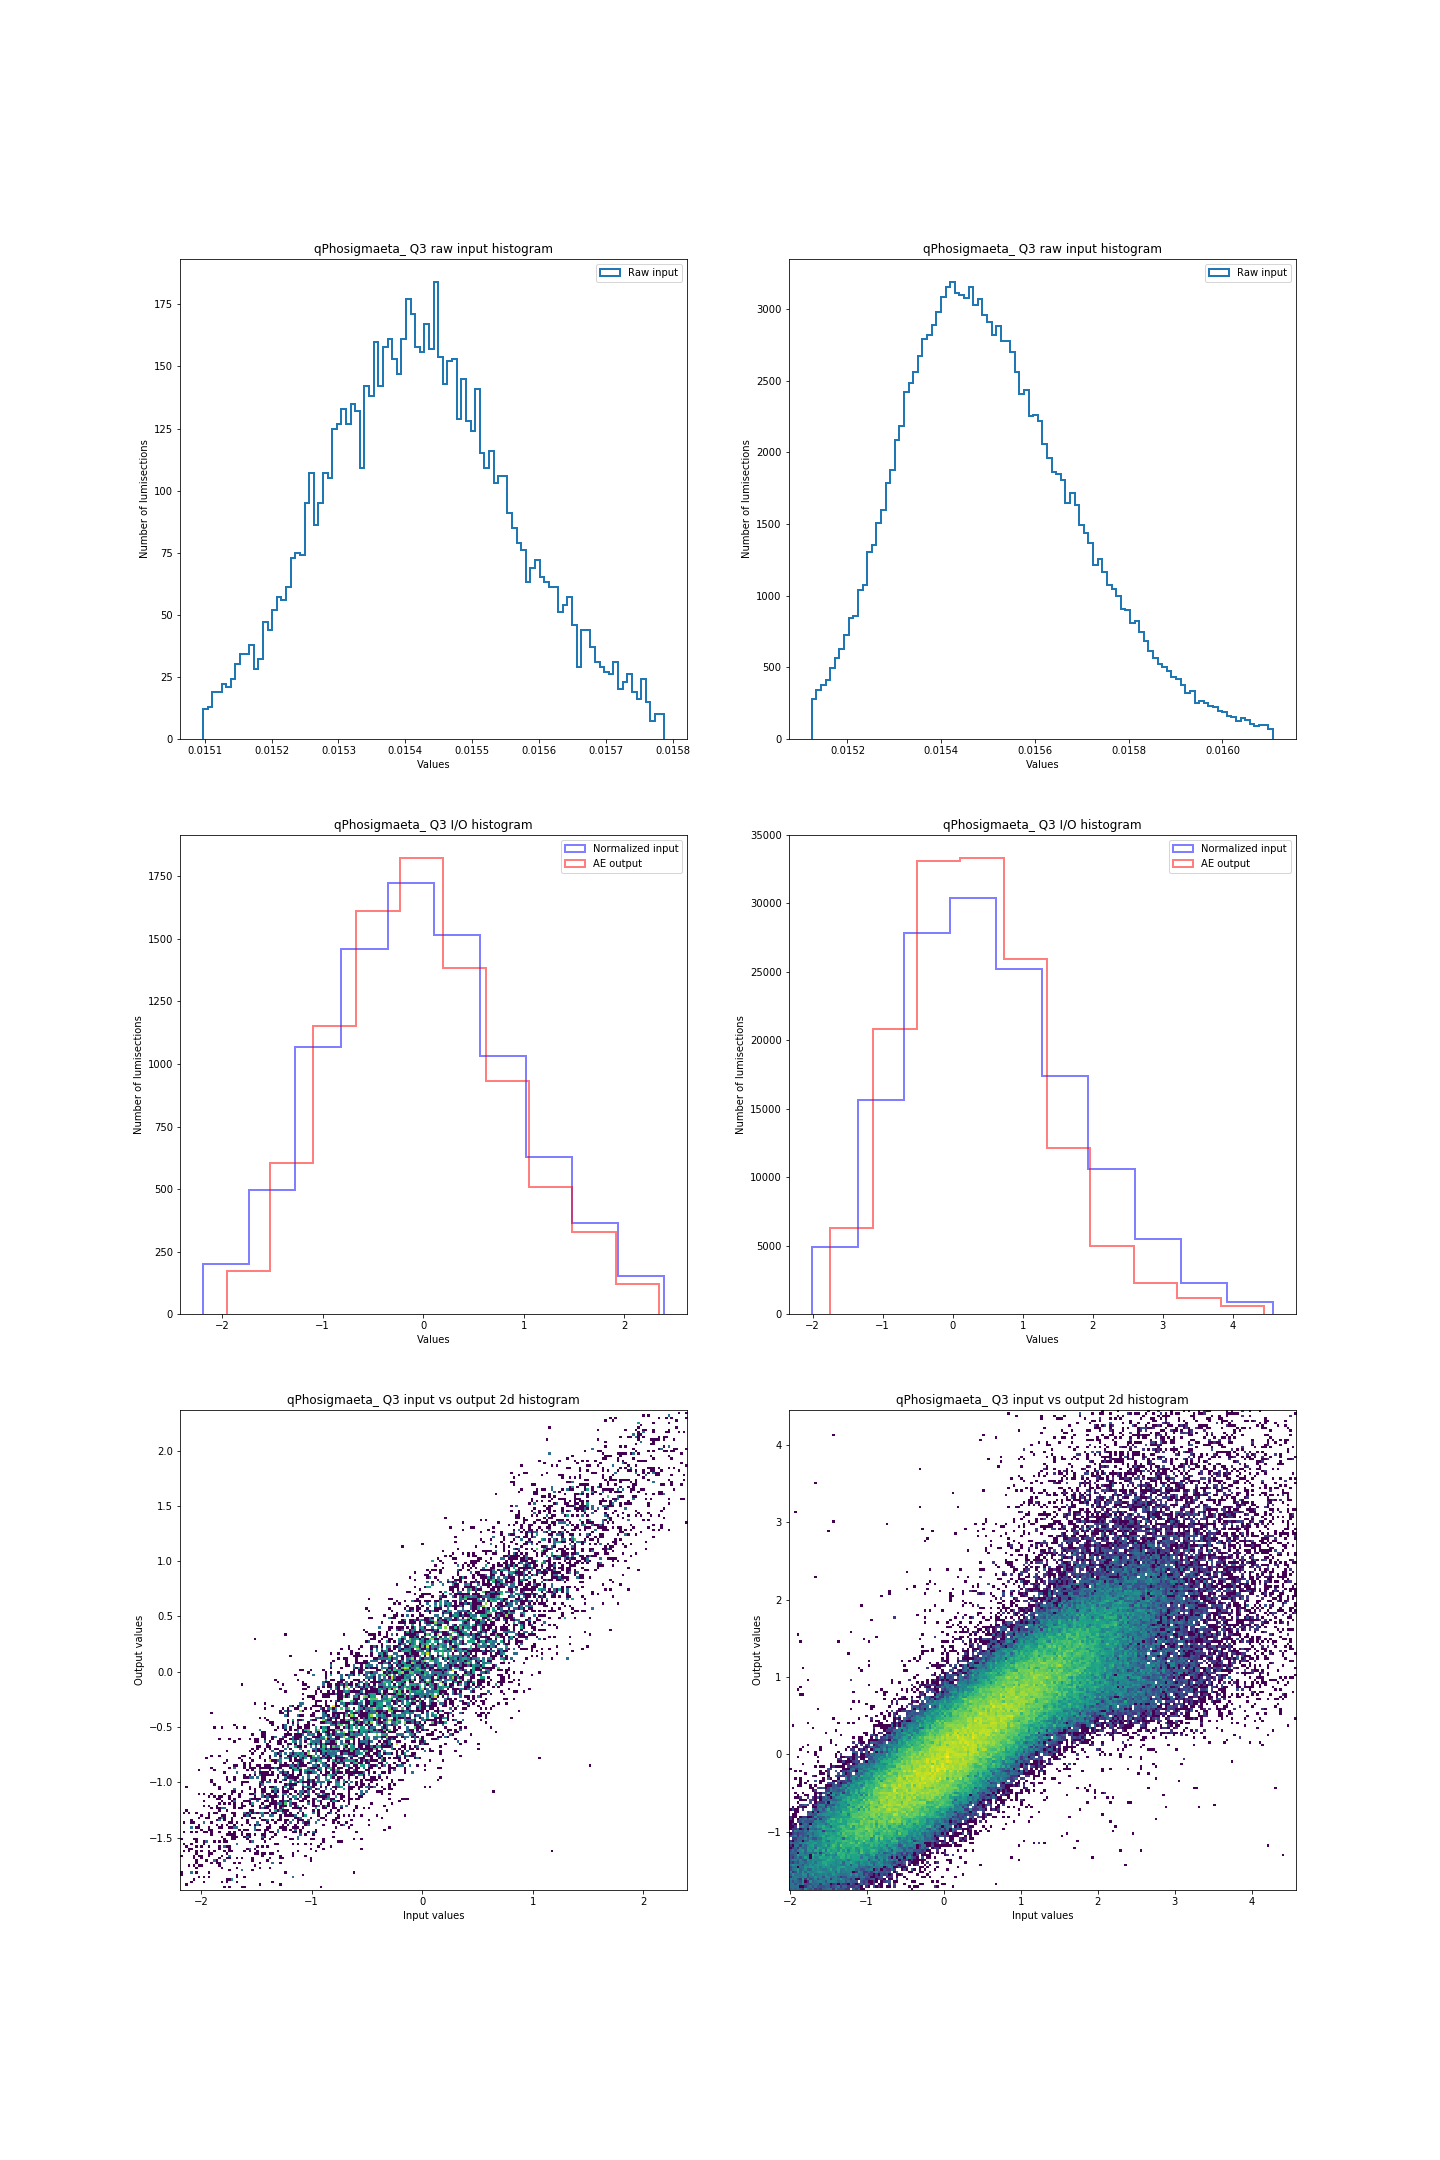 qPhosigmaeta_ Q3 raw input histogram
Raw input
Number of lumisections
175
150
125
100
75
50
25
0
0.0151 0.0152 0.0153 0.0154 0.0155 0.0156 0.0157 0.0158
Values
qPhosigmaeta_ Q3 raw input histogram
Raw input
Number of lumisections
3000
2500
2000
1500
1000
500
0
0.0152 0.0154 0.0156 0.0158 0.0160
Values
qPhosigmaeta_ Q3 I/O histogram
Normalized input
AE output
Number of lumisections
1750
1500
1250
1000
750
500
250
0
−2 −1 0 1 2
Values
qPhosigmaeta_ Q3 I/O histogram
Normalized input
AE output
Number of lumisections
35000
30000
25000
20000
15000
10000
5000
0
−2 −1 0 1 2 3 4
Values
qPhosigmaeta_ Q3 input vs output 2d histogram
Output values
2.0
1.5
1.0
0.5
0.0
−0.5
−1.0
−1.5
−2 −1 0 1 2
Input values
qPhosigmaeta_ Q3 input vs output 2d histogram
Output values
4
3
2
1
0
−1
−2 −1 0 1 2 3 4
Input values